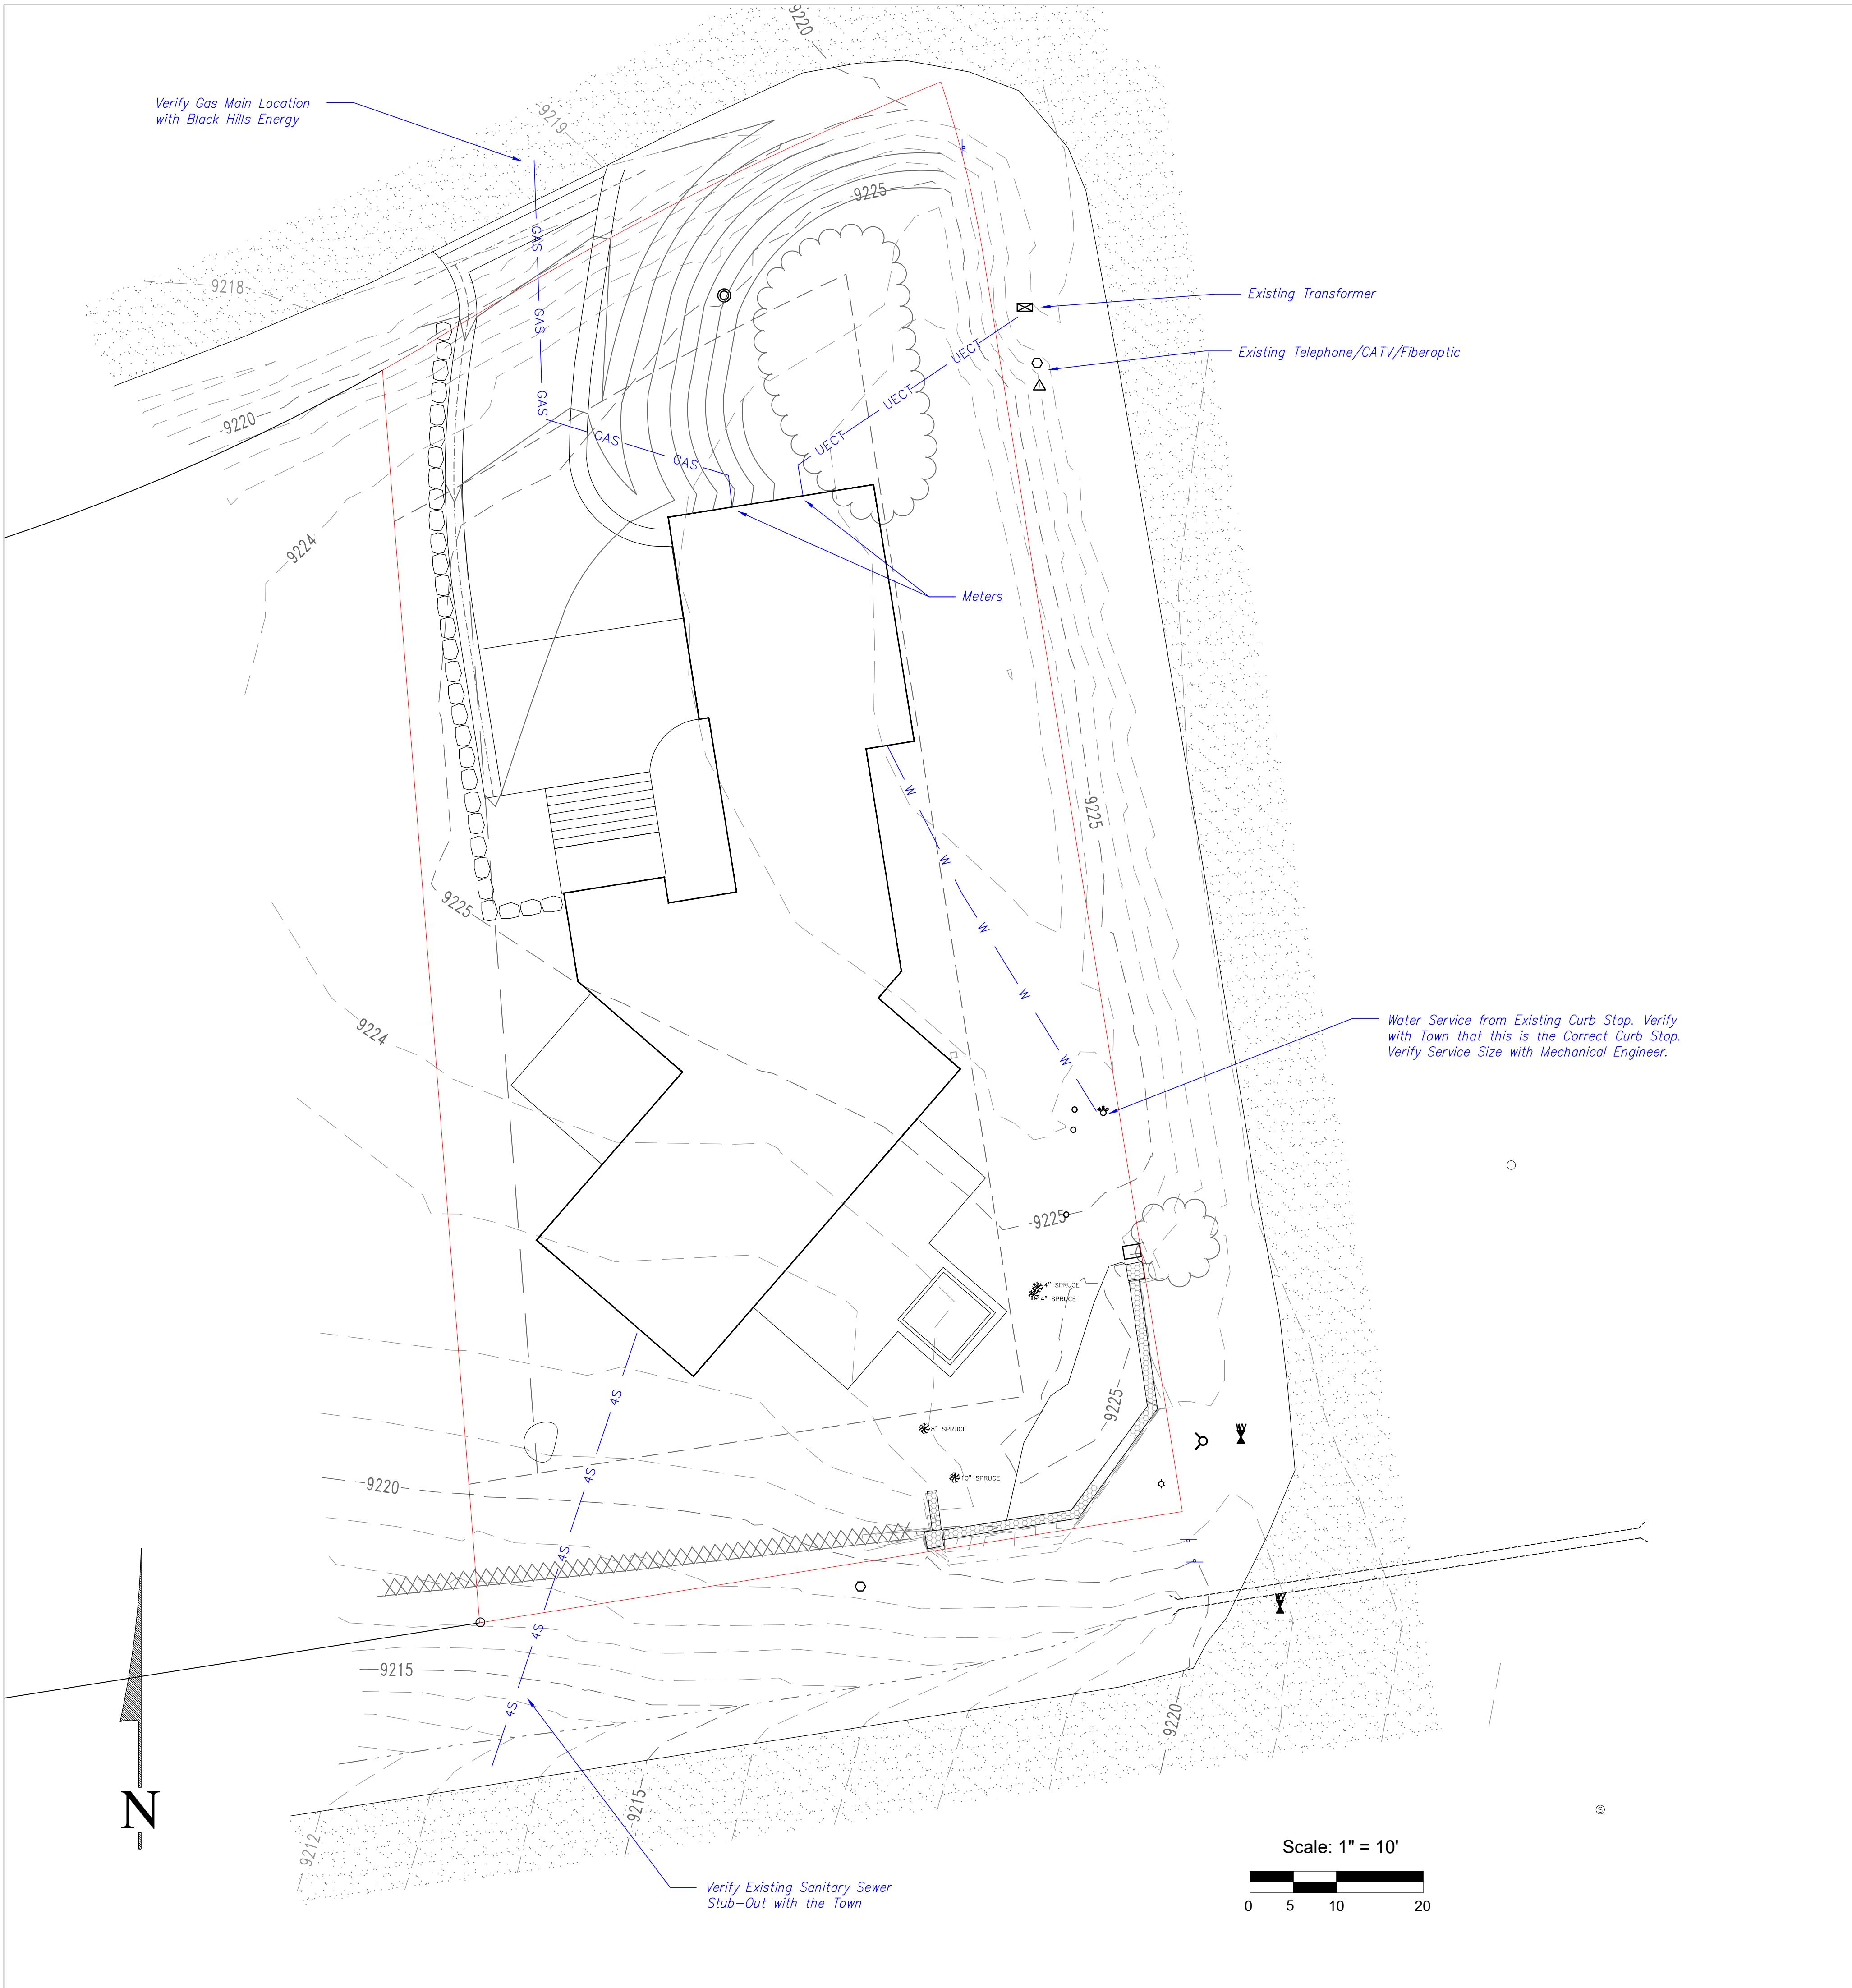 9220
Verify Gas Main Location
with Black Hills Energy
9219
9225
GAS
9218
Existing Transformer
GAS
UECT
Existing Telephone/CATV/Fiberoptic
GAS
UECT
9220
GAS
UECT
GAS
9224
Meters
W
9225
W
9225
W
W
9224
Water Service from Existing Curb Stop. Verify
with Town that this is the Correct Curb Stop.
Verify Service Size with Mechanical Engineer.
W
9225
4" SPRUCE
4" SPRUCE
4S
9225
8" SPRUCE
WV
4S
10" SPRUCE
9220
4S
WV
4S
9215
4S
9220
9215
S
N
9212
Scale: 1" = 10'
Verify Existing Sanitary Sewer
Stub-Out with the Town
0 5 10 20